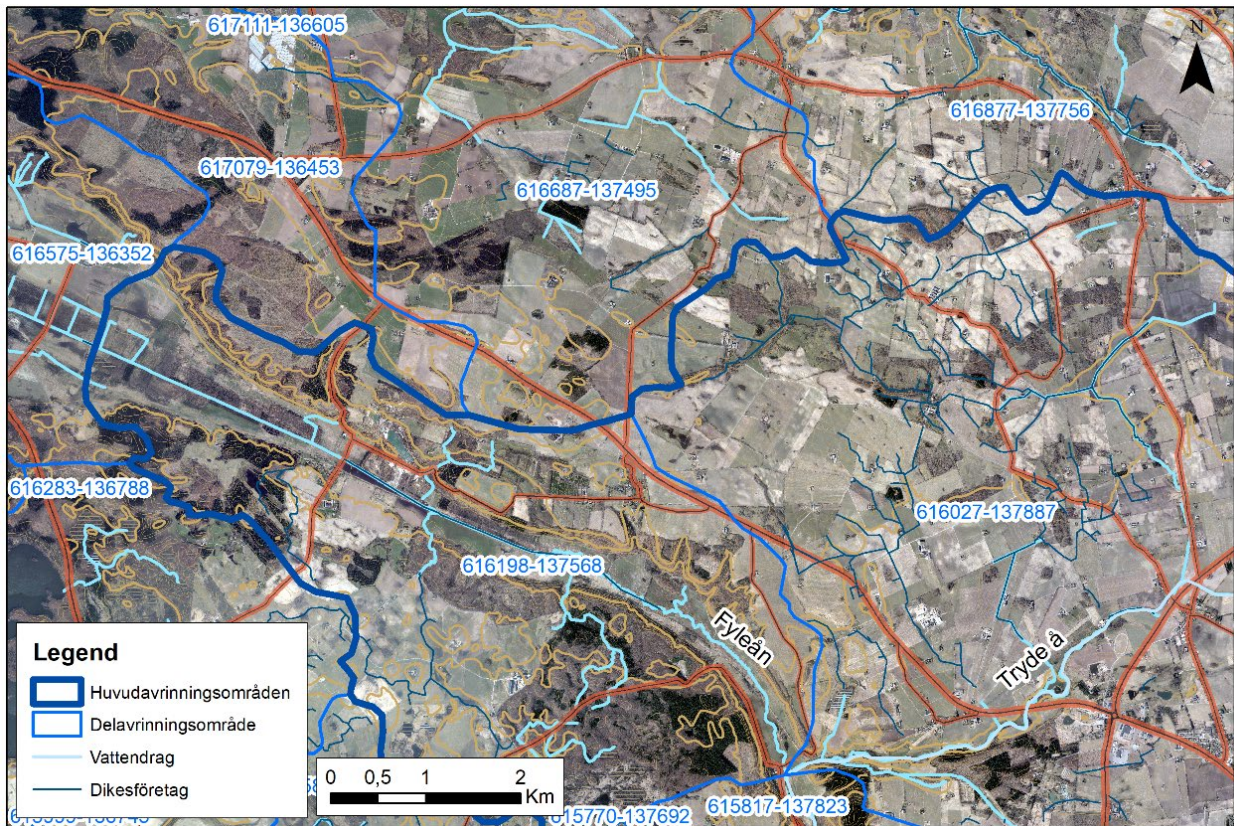 617111-136605
N
616877-137756
617079-136453
616687-137495
616575-136352
616283-136788
616027-137887
616198-137568
Fyleån
Tryde å
Legend
Huvudavrinningsområden
Delavrinningsområde
Vattendrag
Dikesföretag
0 0,5 1 2
Km
615770-137692
615817-137823